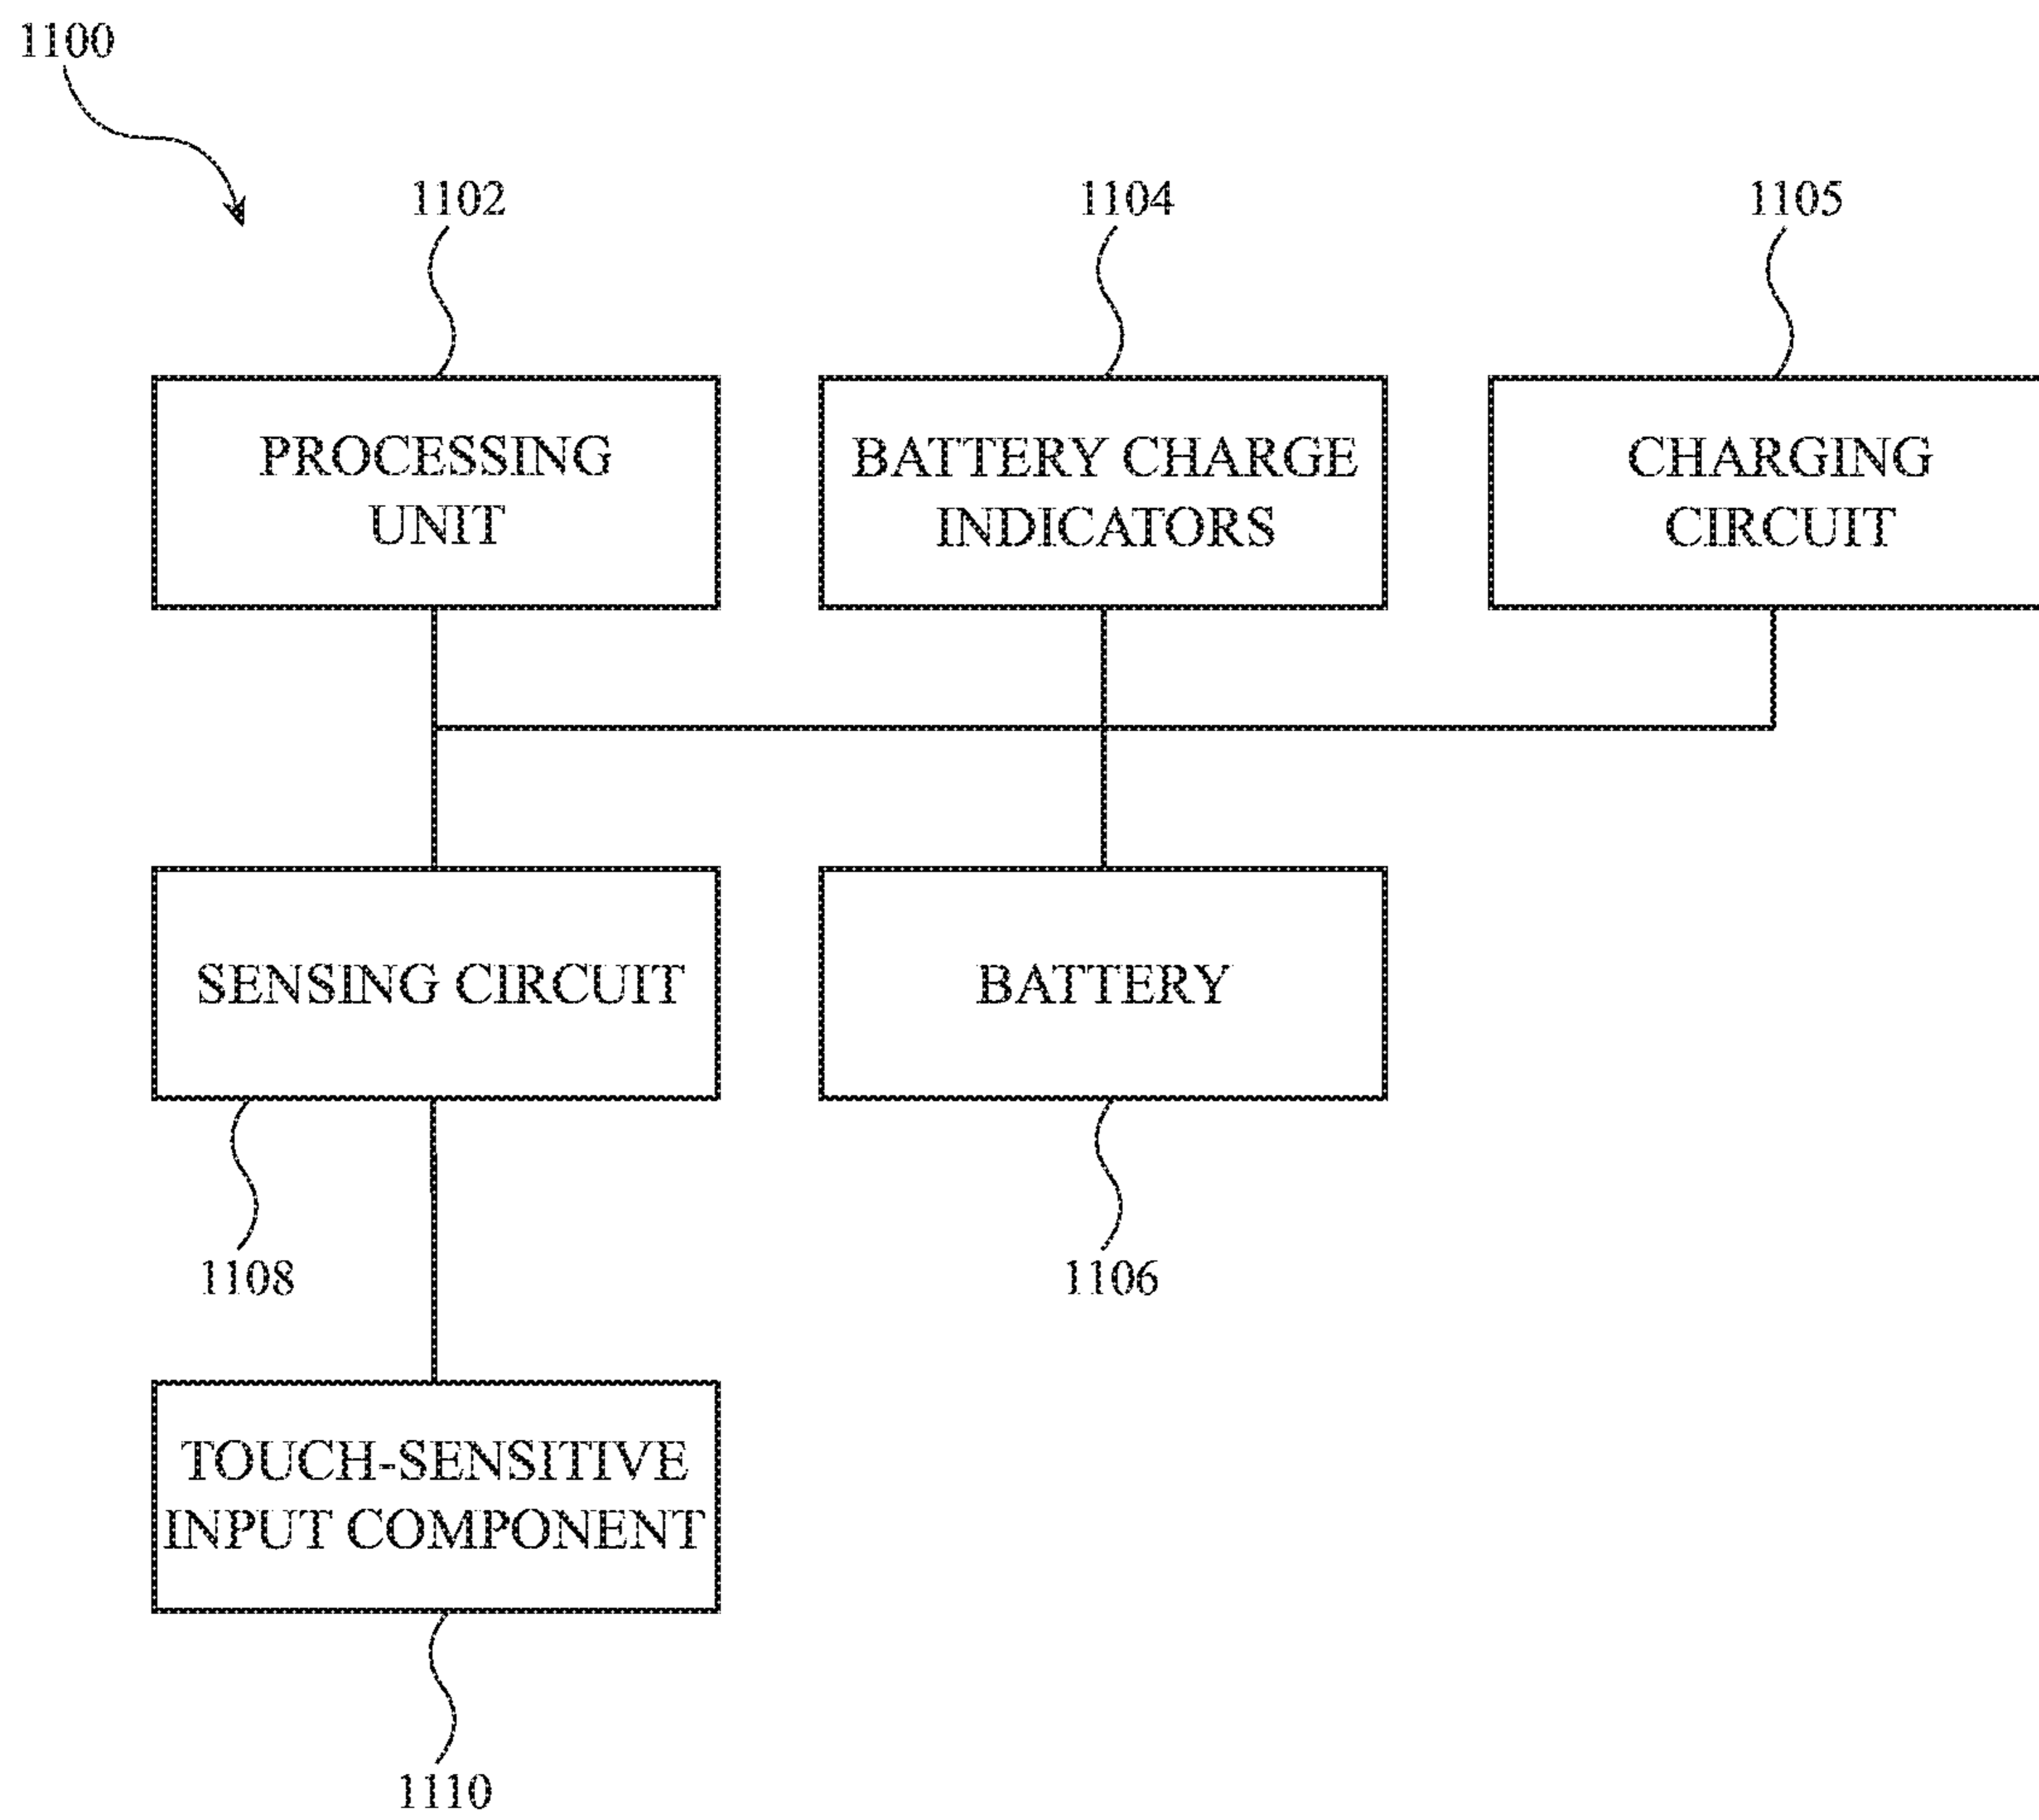 1100
1102
1104
1105
PROCESSING
UNIT
BATTERY CHARGE
INDICATORS
CHARGING
CIRCUIT
SENSING CIRCUIT
BATTERY
1108
1106
TOUCH-SENSITIVE
INPUT COMPONENT
1110